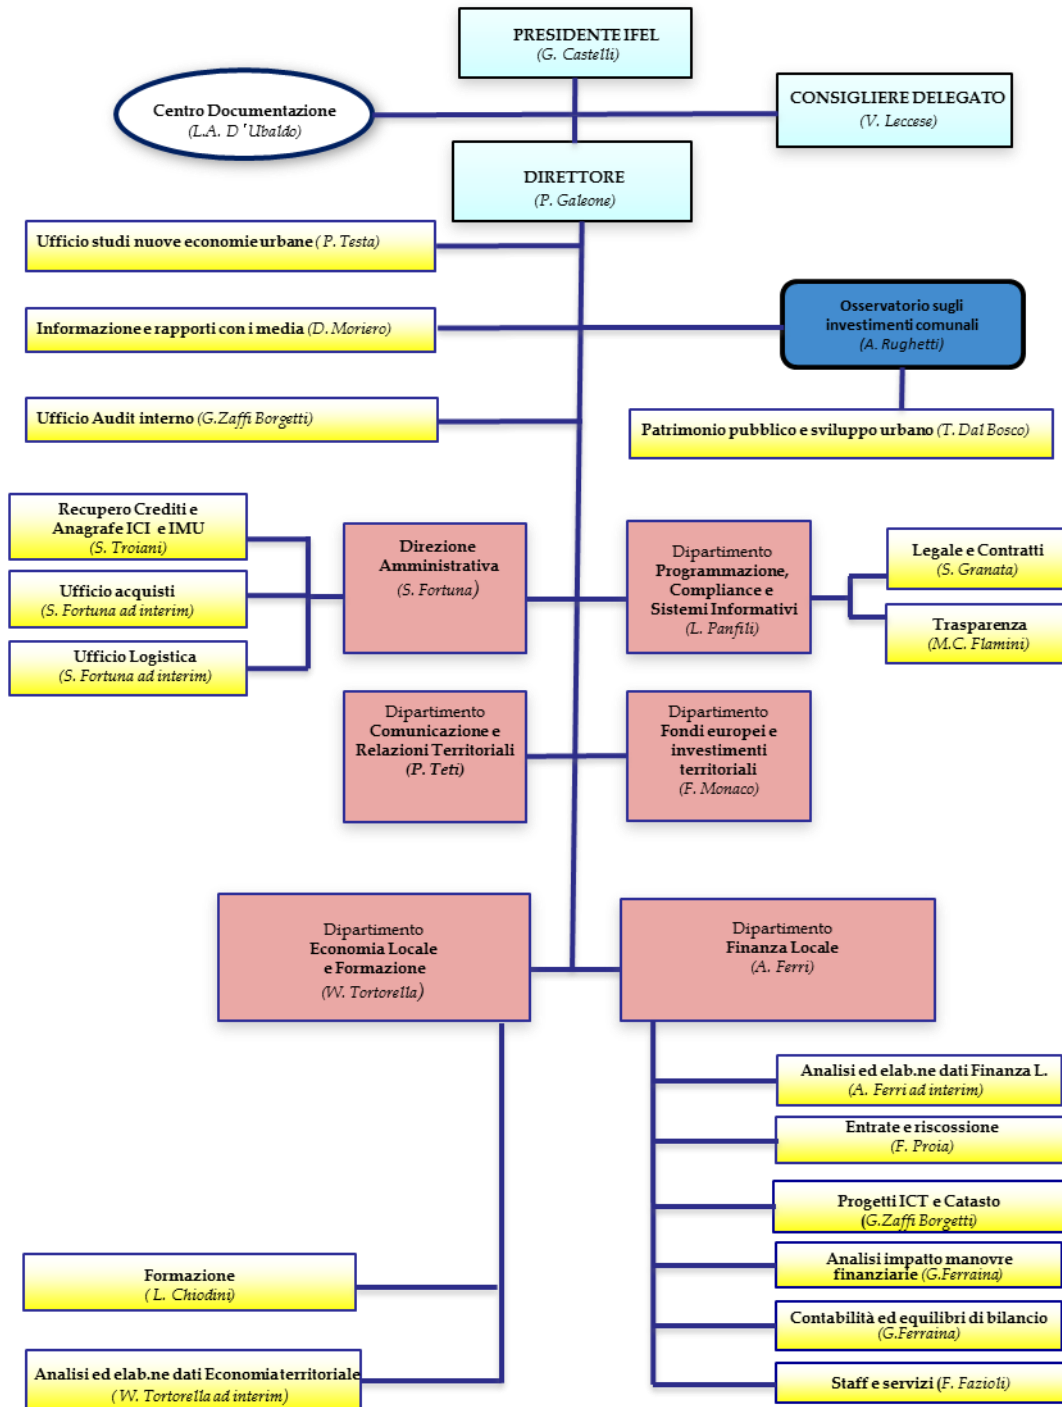 PRESIDENTE IFEL
(G. Castelli)
Centro Documentazione
(L.A. D'Ubaldo)
CONSIGLIERE DELEGATO
(V. Leccese)
DIRETTORE
(P. Galeone)
Ufficio studi nuove economie urbane (P. Testa)
Informazione e rapporti con i media (D. Moriero)
Osservatorio sugli
investimenti comunali
(A. Rughetti)
Ufficio Audit interno (G.Zaffi Borgetti)
Patrimonio pubblico e sviluppo urbano (T. Dal Bosco)
Recupero Crediti e
Anagrafe ICI e IMU
(S. Troiani)
Ufficio acquisti
(S. Fortuna ad interim)
Ufficio Logistica
(S. Fortuna ad interim)
Direzione
Amministrativa
(S. Fortuna)
Dipartimento
Programmazione,
Compliance e
Sistemi Informativi
(L. Panfili)
Legale e Contratti
(S. Granata)
Trasparenza
(M.C. Flamini)
Dipartimento
Comunicazione e
Relazioni Territoriali
(P. Teti)
Dipartimento
Fondi europei e
investimenti
territoriali
(F. Monaco)
Dipartimento
Economia Locale
e Formazione
(W. Tortorella)
Dipartimento
Finanza Locale
(A. Ferri)
Analisi ed elab.ne dati Finanza L.
(A. Ferri ad interim)
Entrate e riscossione
(F. Proia)
Progetti ICT e Catasto
(G.Zaffi Borgetti)
Analisi impatto manovre
finanziarie (G.Ferraina)
Contabilità ed equilibri di bilancio
(G.Ferraina)
Staff e servizi (F. Fazioli)
Formazione
(L. Chiodini)
Analisi ed elab.ne dati Economia territoriale
(W. Tortorella ad interim)